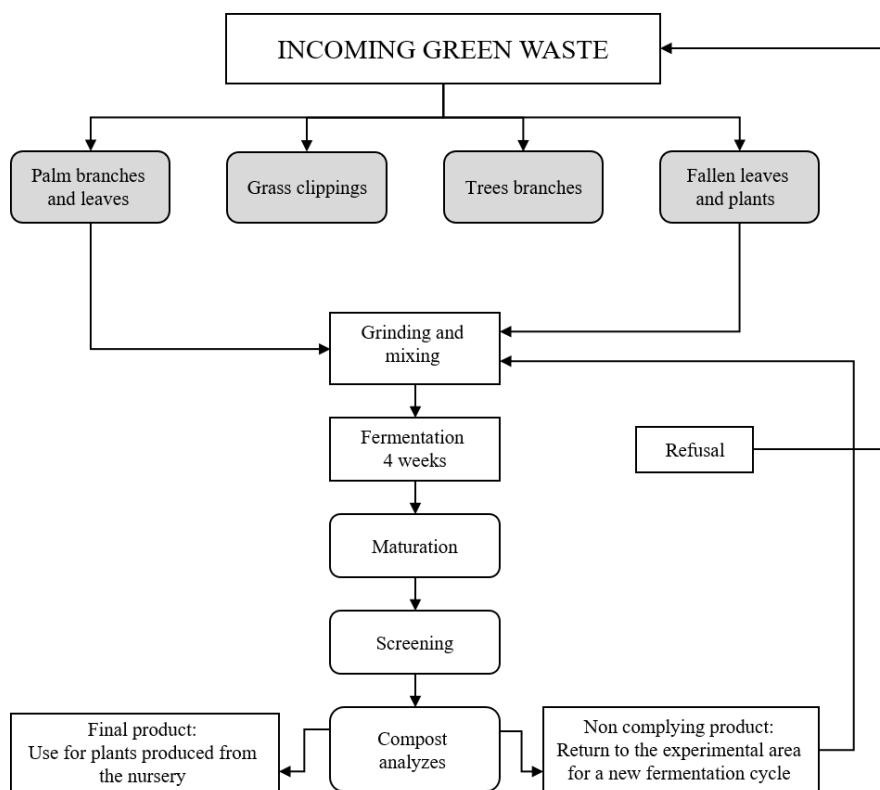 INCOMING GREEN WASTE
Palm branches
and leaves
Grass clippings
Trees branches
Fallen leaves
and plants
Grinding and
mixing
Fermentation
4 weeks
Refusal
Maturation
Screening
Final product:
Use for plants produced from
the nursery
Compost
analyzes
Non complying product:
Return to the experimental area
for a new fermentation cycle